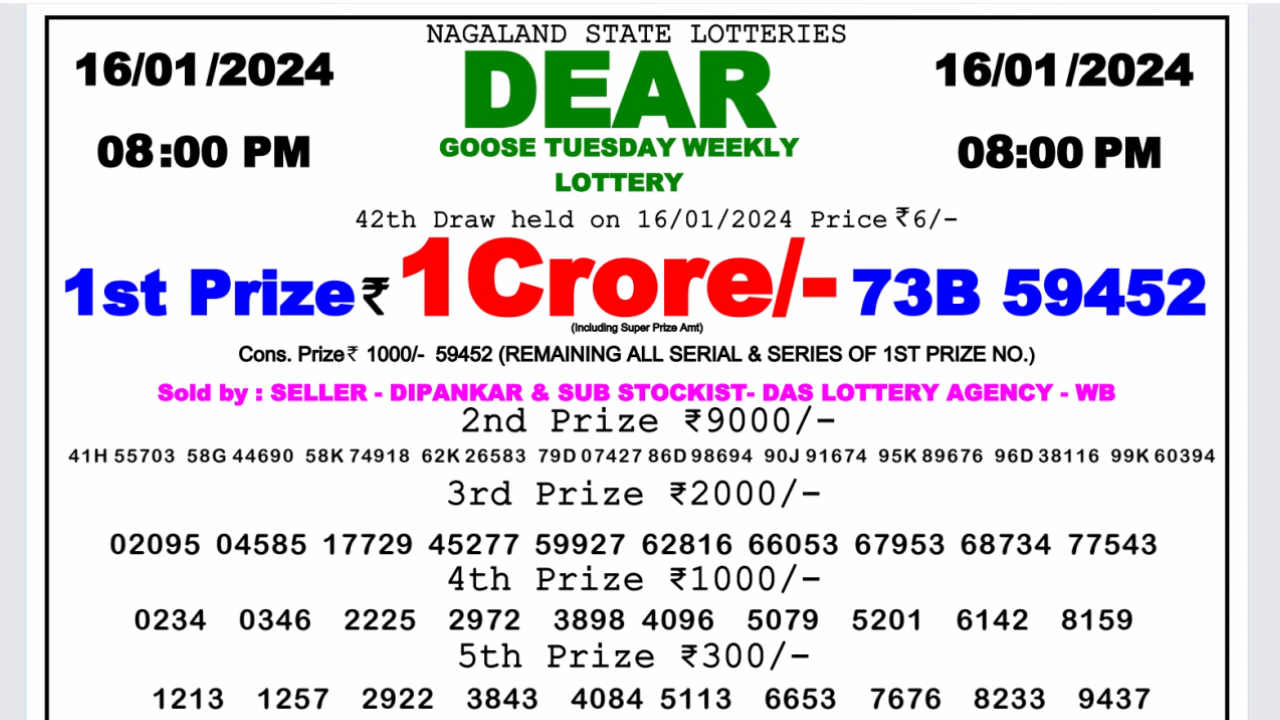 NAGALAND STATE LOTTERIES
16/01/2024 DEAR 16/01/2024
08:00 PM GOOSE TUESDAY WEEKLY 08:00 PM
LOTTERY
42th Draw held on 16/01/2024 Price ₹6/-
1st Prize ₹ 1Crore/- 73B 59452
(Including Super Prize Amt)
Cons. Prize ₹ 1000/- 59452 (REMAINING ALL SERIAL & SERIES OF 1ST PRIZE NO.)
Sold by : SELLER - DIPANKAR & SUB STOCKIST- DAS LOTTERY AGENCY - WB
2nd Prize ₹9000/-
41H 55703 58G 44690 58K 74918 62K 26583 79D 07427 86D 98694 90J 91674 95K 89676 96D 38116 99K 60394
3rd Prize ₹2000/-
02095 04585 17729 45277 59927 62816 66053 67953 68734 77543
4th Prize ₹1000/-
0234 0346 2225 2972 3898 4096 5079 5201 6142 8159
5th Prize ₹300/-
1213 1257 2922 3843 4084 5113 6653 7676 8233 9437